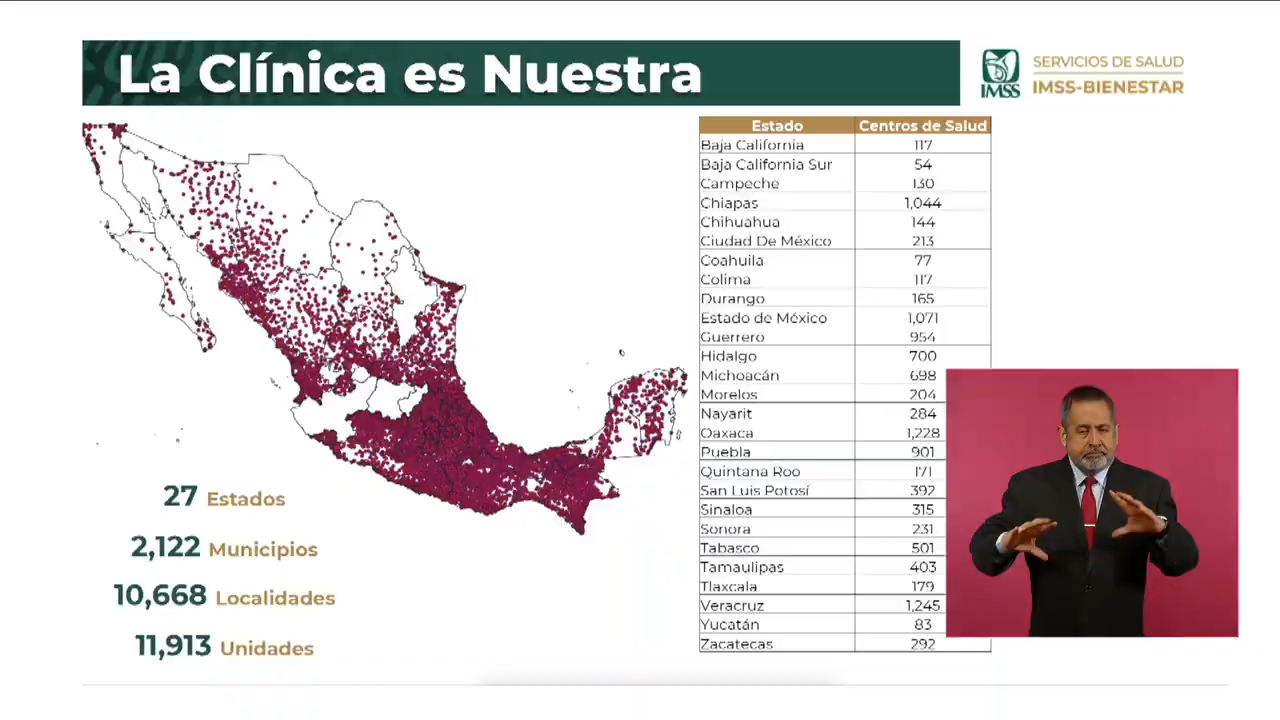 La Clínica es Nuestra
IMSS
SERVICIOS DE SALUD
IMSS-BIENESTAR
27 Estados
2,122 Municipios
10,668 Localidades
11,913 Unidades
Estado Centros de Salud
Baja California 117
Baja California Sur 54
Campeche 130
Chiapas 1,044
Chihuahua 144
Ciudad De México 213
Coahuila 77
Colima 117
Durango 165
Estado de México 1,071
Guerrero 954
Hidalgo 700
Michoacán 698
Morelos 204
Nayarit 284
Oaxaca 1,228
Puebla 901
Quintana Roo 171
San Luis Potosí 392
Sinaloa 315
Sonora 231
Tabasco 501
Tamaulipas 403
Tlaxcala 179
Veracruz 1,245
Yucatán 83
Zacatecas 292